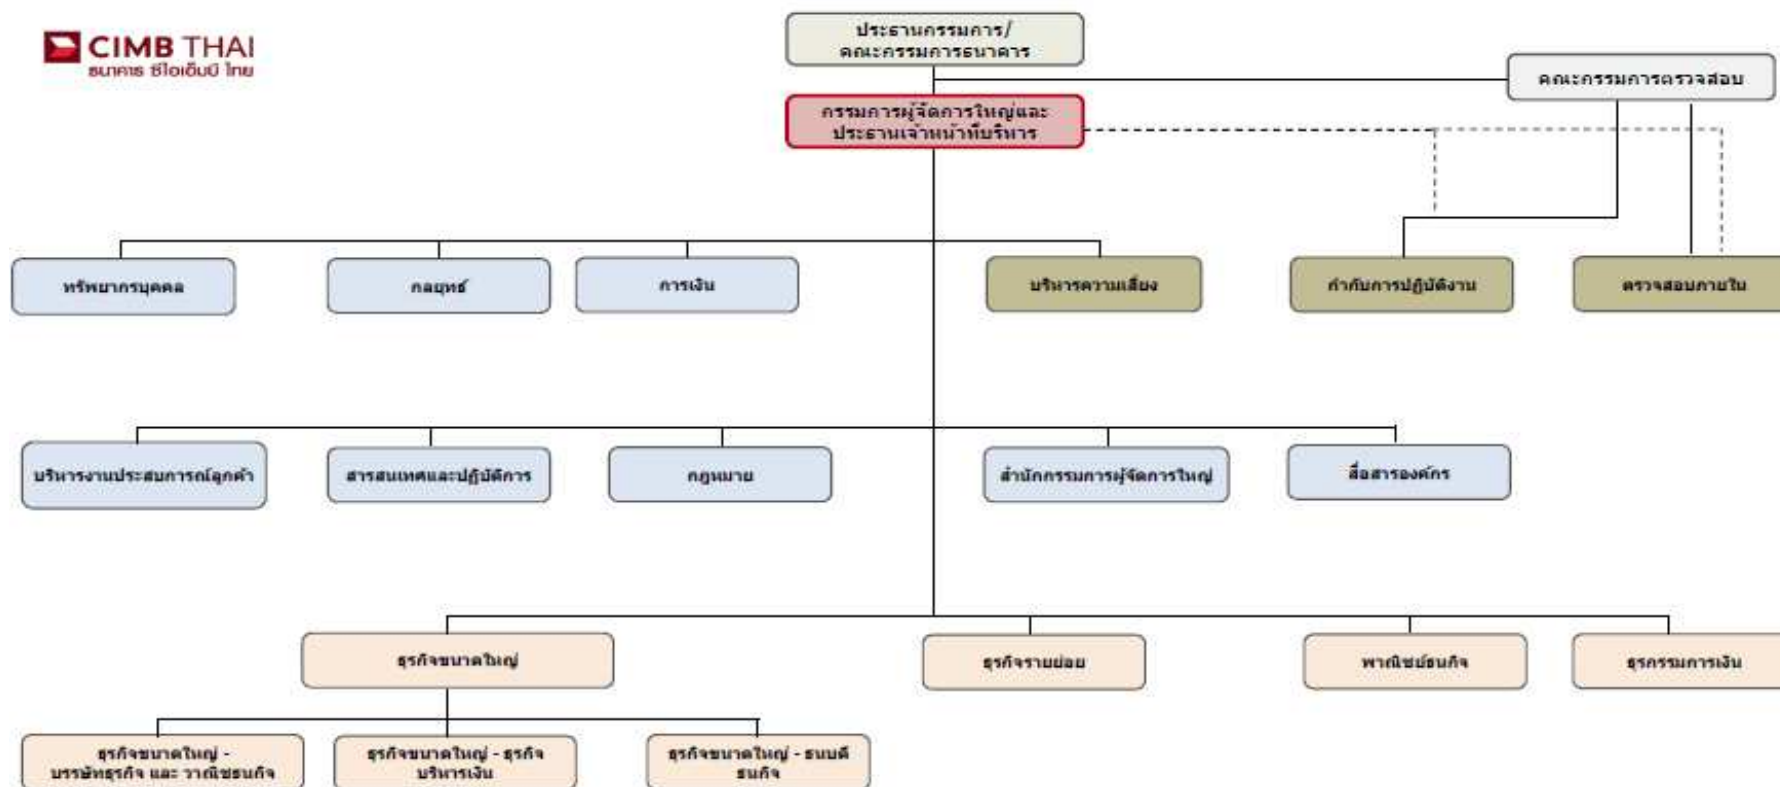 CIMB THAI
ธนาคาร ซีไอเอ็มบี ไทย
ประธานกรรมการ/
คณะกรรมการธนาคาร
คณะกรรมการตรวจสอบ
กรรมการผู้จัดการใหญ่และ
ประธานเจ้าหน้าที่บริหาร
ทรัพยากรบุคคล
กลยุทธ์
การเงิน
บริหารความเสี่ยง
กำกับการปฏิบัติงาน
ตรวจสอบภายใน
บริหารงานประสบการณ์ลูกค้า
สารสนเทศและปฏิบัติการ
กฎหมาย
สำนักกรรมการผู้จัดการใหญ่
สื่อสารองค์กร
ธุรกิจขนาดใหญ่
ธุรกิจรายย่อย
พาณิชย์ธนกิจ
ธุรกรรมการเงิน
ธุรกิจขนาดใหญ่ -
บรรษัทธุรกิจ และ วาณิชธนกิจ
ธุรกิจขนาดใหญ่ - ธุรกิจ
บริหารเงิน
ธุรกิจขนาดใหญ่ - ธนบดี
ธนกิจ